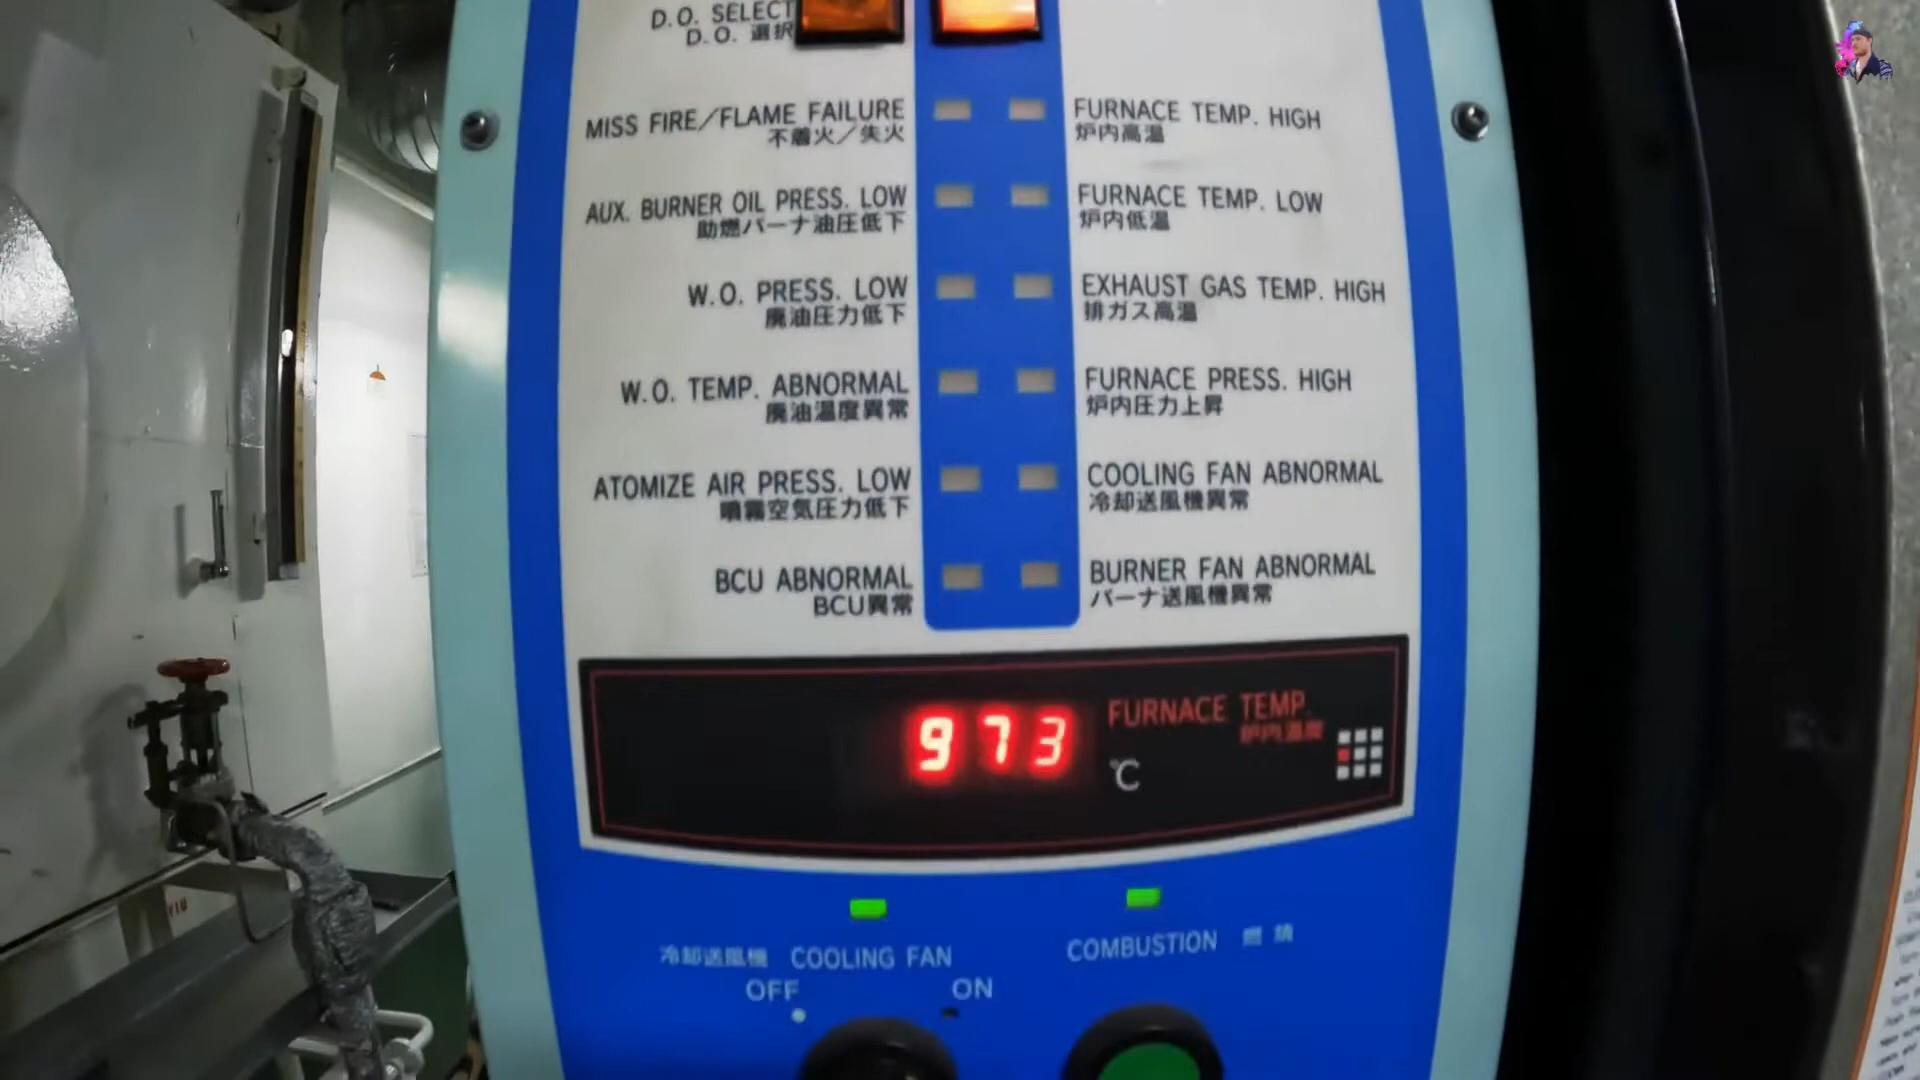 D.O. SELECT
D.O. 選択
MISS FIRE/FLAME FAILURE
不着火/失火
FURNACE TEMP. HIGH
炉内高温
AUX. BURNER OIL PRESS. LOW
助燃バーナ油圧低下
FURNACE TEMP. LOW
炉内低温
W.O. PRESS. LOW
廃油圧力低下
EXHAUST GAS TEMP. HIGH
排ガス高温
W.O. TEMP. ABNORMAL
廃油温度異常
FURNACE PRESS. HIGH
炉内圧力上昇
ATOMIZE AIR PRESS. LOW
噴霧空気圧力低下
COOLING FAN ABNORMAL
冷却送風機異常
BCU ABNORMAL
BCU異常
BURNER FAN ABNORMAL
バーナ送風機異常
973
FURNACE TEMP.
炉内温度
℃
冷却送風機 COOLING FAN
COMBUSTION 燃焼
OFF ON